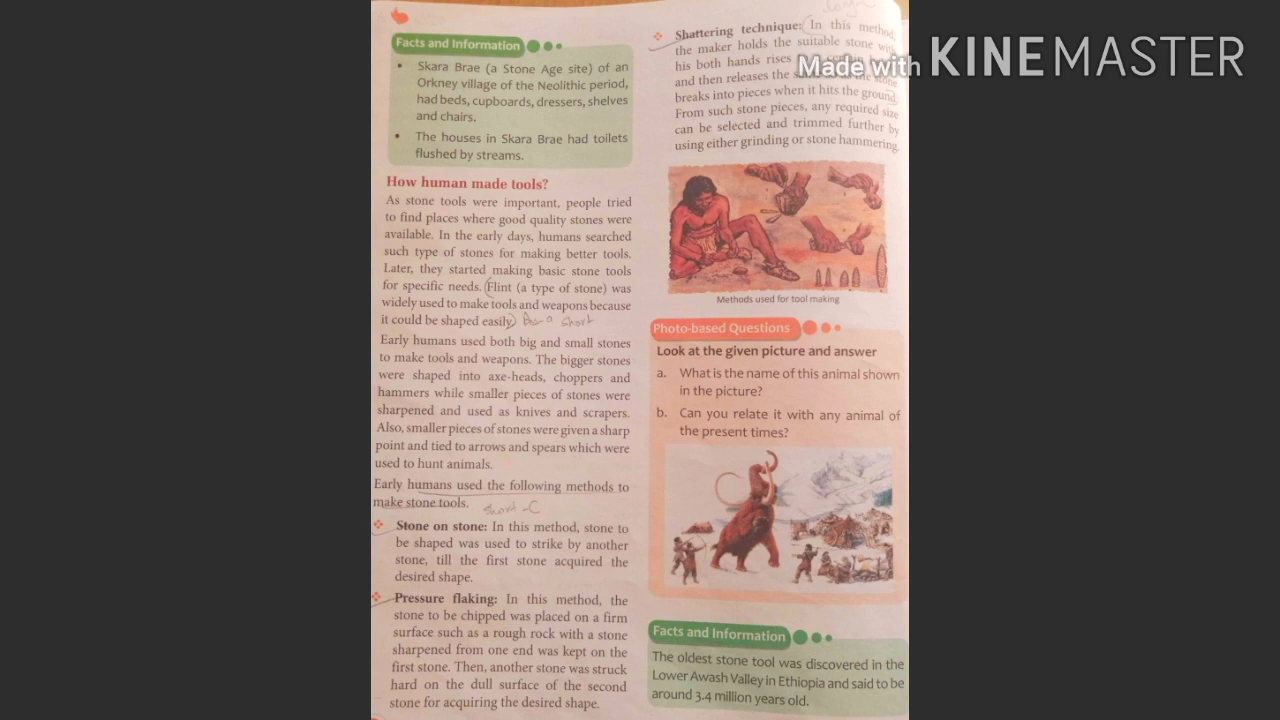 Facts and Information
• Skara Brae (a Stone Age site) of an
Orkney village of the Neolithic period,
had beds, cupboards, dressers, shelves
and chairs.
• The houses in Skara Brae had toilets
flushed by streams.
How human made tools?
As stone tools were important, people tried
to find places where good quality stones were
available. In the early days, humans searched
such type of stones for making better tools.
Later, they started making basic stone tools
for specific needs. (Flint (a type of stone) was
widely used to make tools and weapons because
it could be shaped easily.) short
Early humans used both big and small stones
to make tools and weapons. The bigger stones
were shaped into axe-heads, choppers and
hammers while smaller pieces of stones were
sharpened and used as knives and scrapers.
Also, smaller pieces of stones were given a sharp
point and tied to arrows and spears which were
used to hunt animals.
Early humans used the following methods to
make stone tools. Short -C
Stone on stone: In this method, stone to
be shaped was used to strike by another
stone, till the first stone acquired the
desired shape.
Pressure flaking: In this method, the
stone to be chipped was placed on a firm
surface such as a rough rock with a stone
sharpened from one end was kept on the
first stone. Then, another stone was struck
hard on the dull surface of the second
stone for acquiring the desired shape.
Shattering technique: (In this method,
the maker holds the suitable stone with
his both hands rises
and then releases the the stone
breaks into pieces when it hits the ground.
From such stone pieces, any required size
can be selected and trimmed further by
using either grinding or stone hammering.
Methods used for tool making
Photo-based Questions
Look at the given picture and answer
a. What is the name of this animal shown
in the picture?
b. Can you relate it with any animal of
the present times?
Facts and Information
The oldest stone tool was discovered in the
Lower Awash Valley in Ethiopia and said to be
around 3.4 million years old.
Made with KINEMASTER